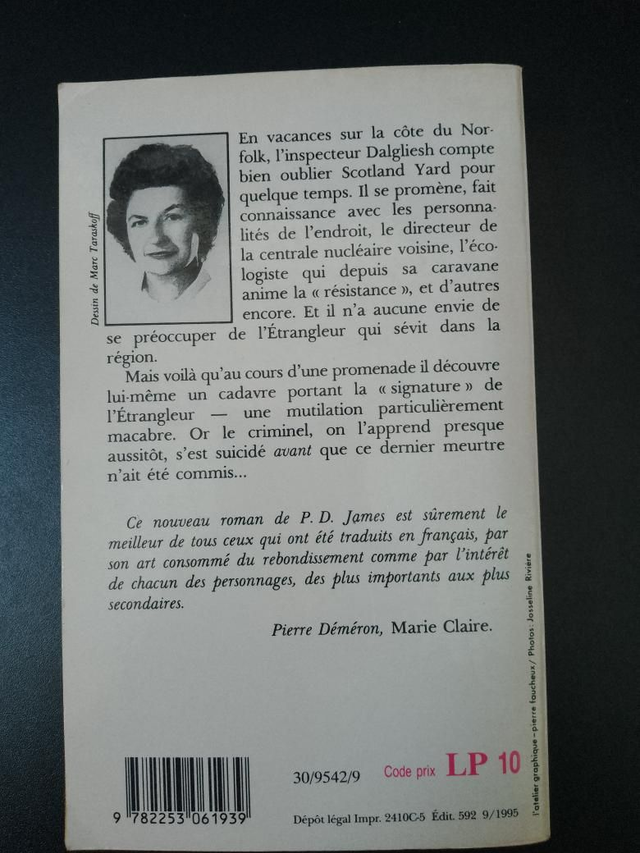 Dessin de Marc Taraskoff
En vacances sur la côte du Nor-
folk, l'inspecteur Dalgliesh compte
bien oublier Scotland Yard pour
quelque temps. Il se promène, fait
connaissance avec les personna-
lités de l'endroit, le directeur de
la centrale nucléaire voisine, l'éco-
logiste qui depuis sa caravane
anime la « résistance », et d'autres
encore. Et il n'a aucune envie de
se préoccuper de l'Étrangleur qui sévit dans la
région.
Mais voilà qu'au cours d'une promenade il découvre
lui-même un cadavre portant la « signature » de
l'Étrangleur — une mutilation particulièrement
macabre. Or le criminel, on l'apprend presque
aussitôt, s'est suicidé avant que ce dernier meurtre
n'ait été commis...
Ce nouveau roman de P. D. James est sûrement le
meilleur de tous ceux qui ont été traduits en français, par
son art consommé du rebondissement comme par l'intérêt
de chacun des personnages, des plus importants aux plus
secondaires.
Pierre Déméron, Marie Claire.
l'atelier graphique - pierre faucheux / Photos: Josseline Rivière
9 782253 061939
30/9542/9
Code prix LP 10
Dépôt légal Impr. 2410C-5 Édit. 592 9/1995